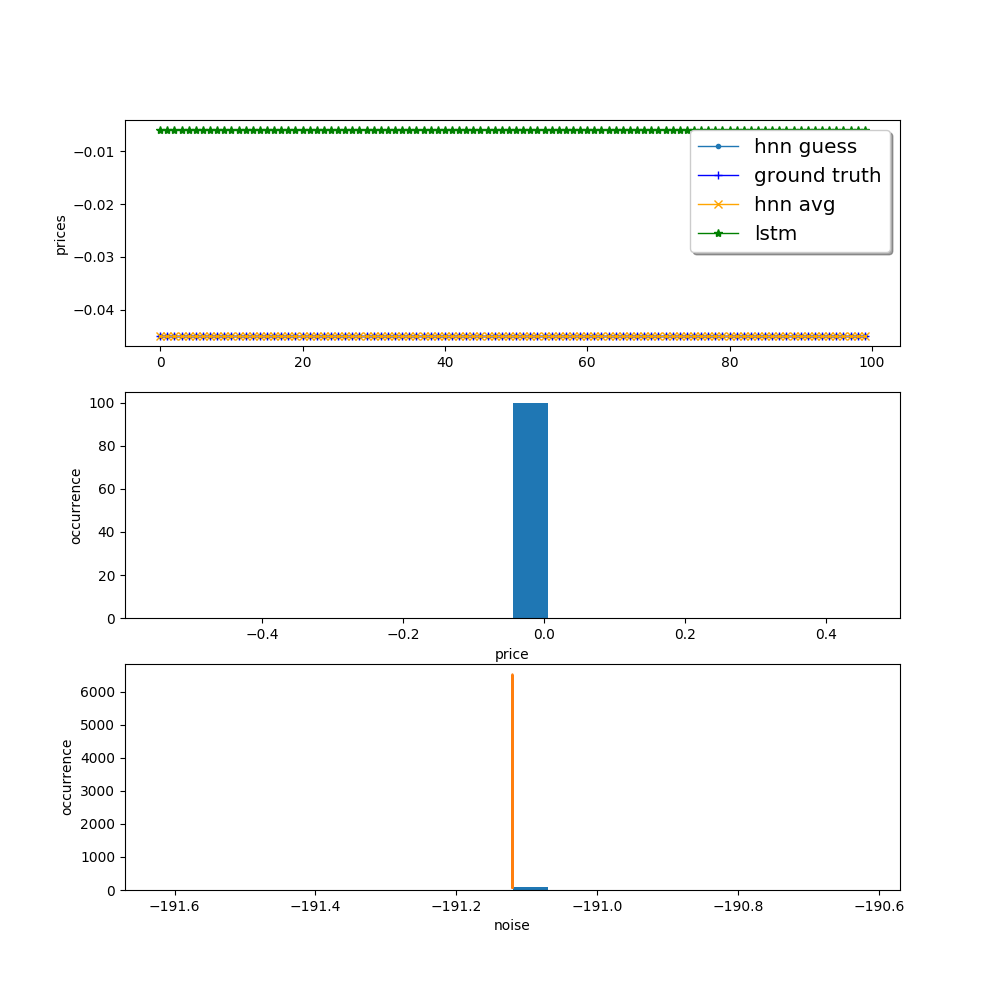 −0.01
−0.02
−0.03
−0.04
prices
hnn guess
ground truth
hnn avg
lstm
0 20 40 60 80 100
100
80
60
40
20
0
occurrence
−0.4 −0.2 0.0 0.2 0.4
price
6000
5000
4000
3000
2000
1000
0
occurrence
−191.6 −191.4 −191.2 −191.0 −190.8 −190.6
noise